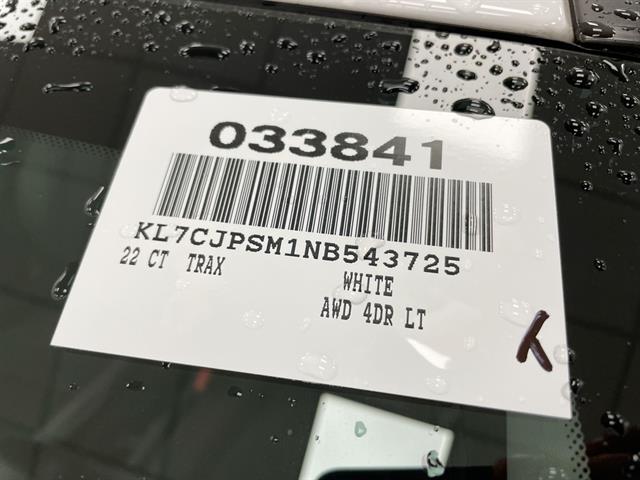 033841
KL7CJPSM1NB543725
22 CT TRAX WHITE
AWD 4DR LT